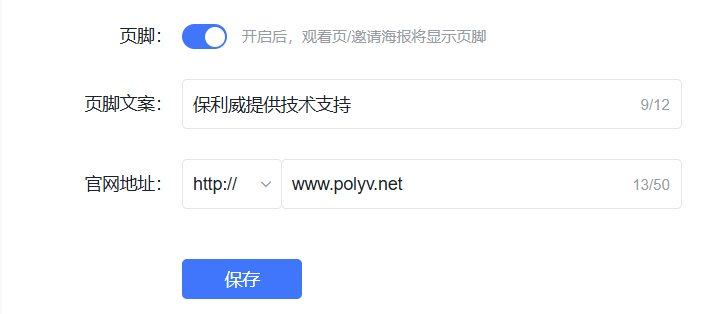 页脚： 开启后，观看页/邀请海报将显示页脚
页脚文案： 保利威提供技术支持 9/12
官网地址： http:// www.polyv.net 13/50
保存